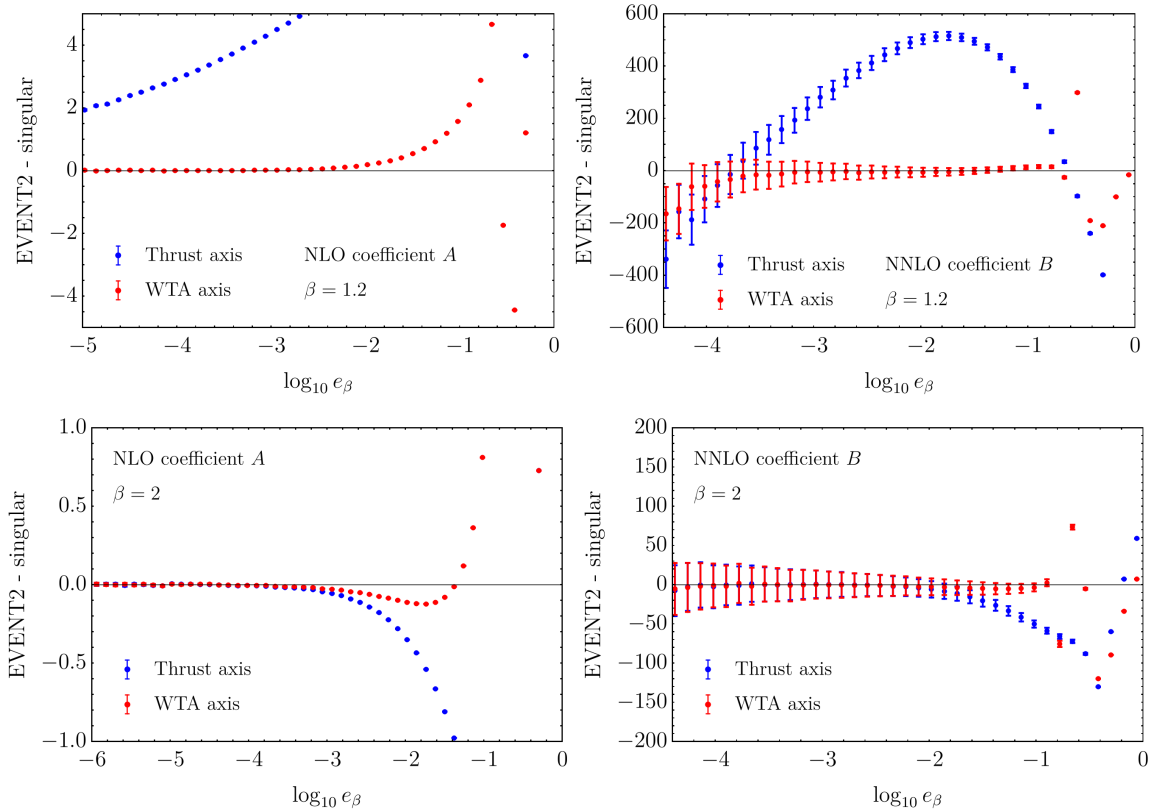 EVENT2 - singular
4
2
0
−2
−4
Thrust axis NLO coefficient A
WTA axis β = 1.2
−5 −4 −3 −2 −1 0
log₁₀ e_β
EVENT2 - singular
600
400
200
0
−200
−400
−600
Thrust axis NNLO coefficient B
WTA axis β = 1.2
−4 −3 −2 −1 0
log₁₀ e_β
EVENT2 - singular
1.0
0.5
0.0
−0.5
−1.0
NLO coefficient A
β = 2
Thrust axis
WTA axis
−6 −5 −4 −3 −2 −1 0
log₁₀ e_β
EVENT2 - singular
200
150
100
50
0
−50
−100
−150
−200
NNLO coefficient B
β = 2
Thrust axis
WTA axis
−4 −3 −2 −1 0
log₁₀ e_β